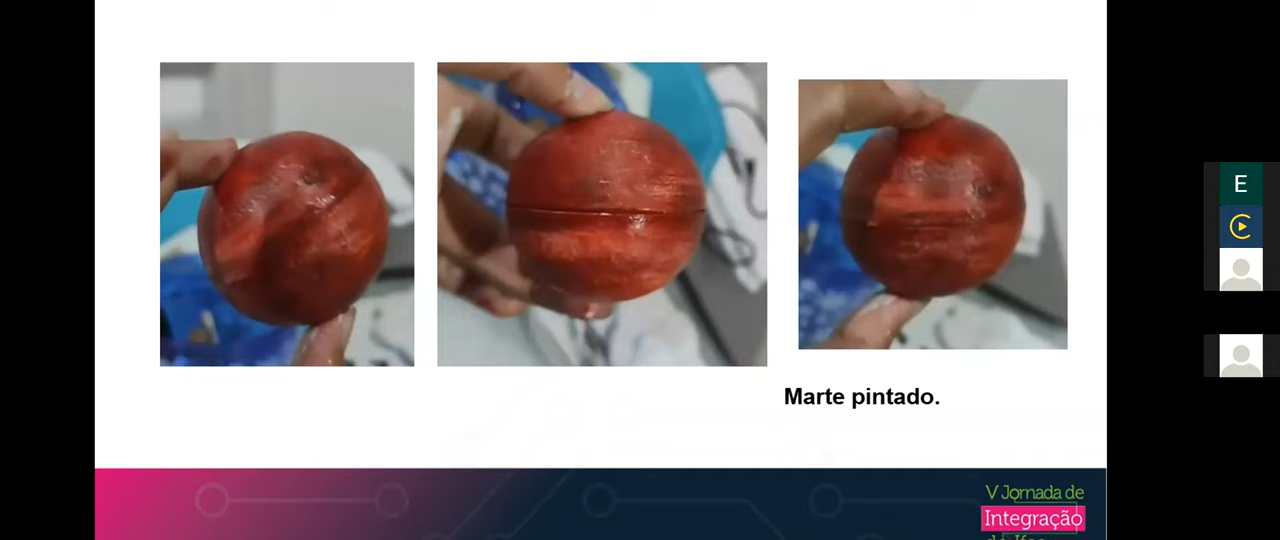 Marte pintado.
E
V Jornada de
Integração